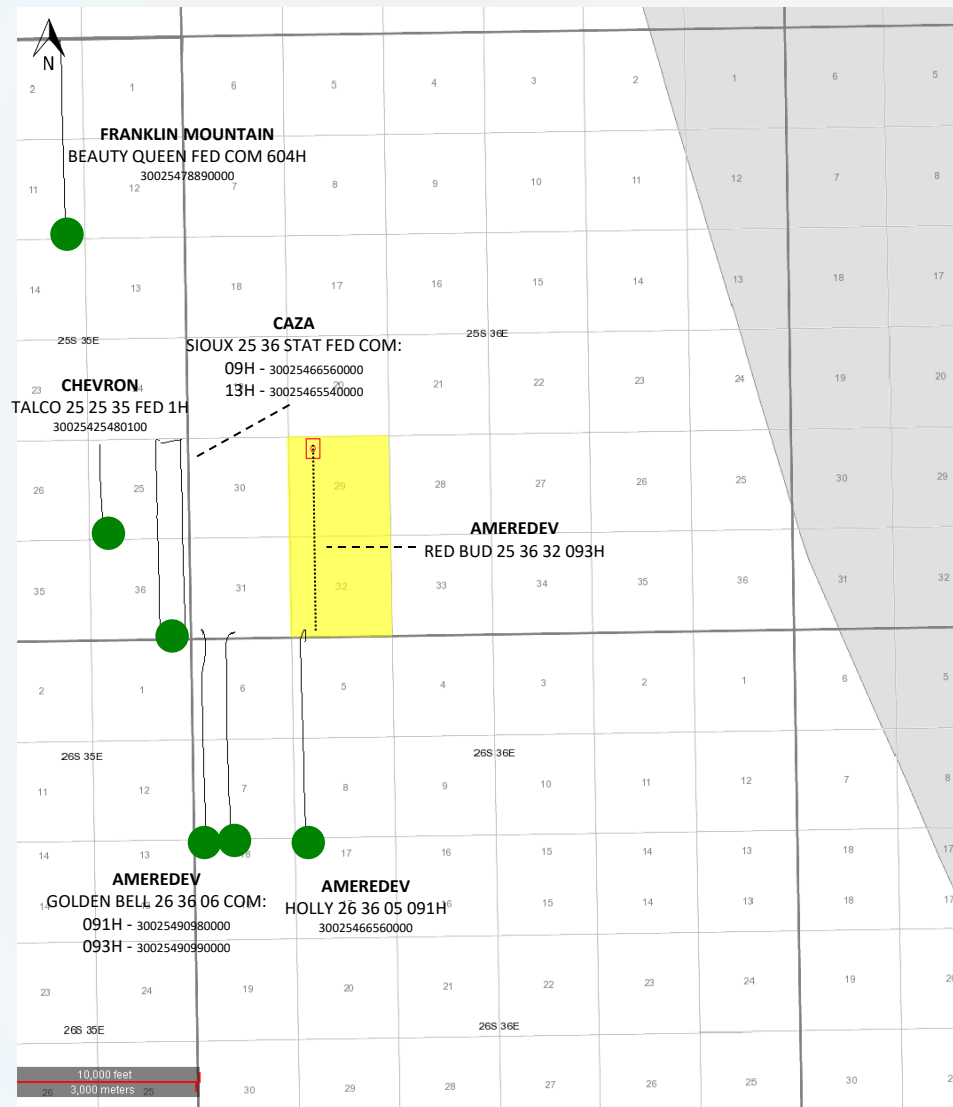 N
2 1 6 5 4 3 2 1 6 5
FRANKLIN MOUNTAIN
BEAUTY QUEEN FED COM 604H
30025478890000
11 12 7 8 9 10 11 12 7 8
14 13 18 17 16 15 14 13 18 17
CAZA
25S 35E 25S 36E
SIOUX 25 36 STAT FED COM:
09H - 30025466560000
13H - 30025465540000
23 24 20 21 22 23 24 19 20
CHEVRON
TALCO 25 25 35 FED 1H
30025425480100
26 25 30 29 28 27 26 25 30 29
AMEREDEV
RED BUD 25 36 32 093H
35 36 31 32 33 34 35 36 31 32
2 1 6 5 4 3 2 1 6 5
26S 35E 26S 36E
11 12 7 8 9 10 11 12 7 8
14 13 18 17 16 15 14 13 18 17
AMEREDEV
GOLDEN BELL 26 36 06 COM:
091H - 30025490980000
093H - 30025490990000
AMEREDEV
HOLLY 26 36 05 091H
30025466560000
14 16 15 14 13 18 17
23 24 19 20 21 22 23 24 19
26S 35E 26S 36E
10,000 feet
3,000 meters
26 25 30 29 28 27 26 25 30